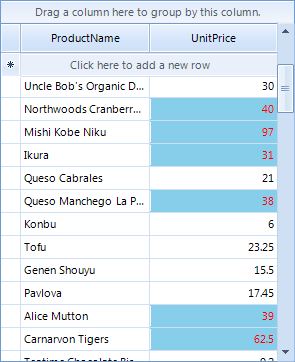 Drag a column here to group by this column.
ProductName UnitPrice
* Click here to add a new row
Uncle Bob's Organic D... 30
Northwoods Cranberr... 40
Mishi Kobe Niku 97
Ikura 31
Queso Cabrales 21
Queso Manchego La P... 38
Konbu 6
Tofu 23.25
Genen Shouyu 15.5
Pavlova 17.45
Alice Mutton 39
Carnarvon Tigers 62.5